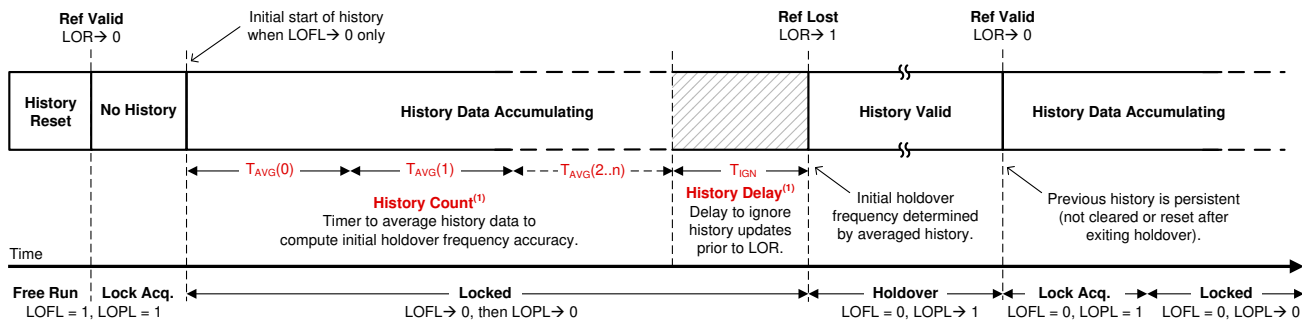 Ref Valid
LOR→ 0
Initial start of history
when LOFL→ 0 only
Ref Lost
LOR→ 1
Ref Valid
LOR→ 0
History
Reset
No History
History Data Accumulating
History Valid
History Data Accumulating
TAVG(0)
TAVG(1)
TAVG(2..n)
TIGN
History Count(1)
Timer to average history data to
compute initial holdover frequency accuracy.
History Delay(1)
Delay to ignore
history updates
prior to LOR.
Initial holdover
frequency determined
by averaged history.
Previous history is persistent
(not cleared or reset after
exiting holdover).
Time
Free Run
Lock Acq.
LOFL = 1, LOPL = 1
Locked
LOFL→ 0, then LOPL→ 0
Holdover
LOFL = 0, LOPL→ 1
Lock Acq.
LOFL = 0, LOPL = 1
Locked
LOFL = 0, LOPL→ 0